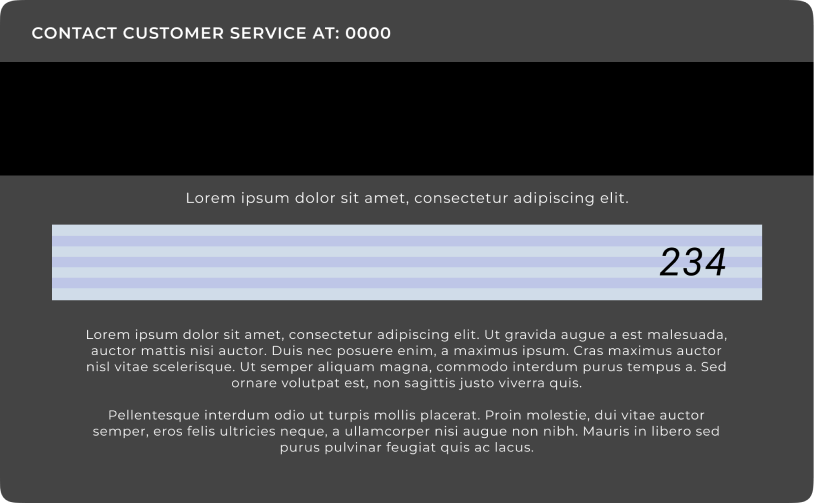 CONTACT CUSTOMER SERVICE AT: 0000
Lorem ipsum dolor sit amet, consectetur adipiscing elit.
234
Lorem ipsum dolor sit amet, consectetur adipiscing elit. Ut gravida augue a est malesuada,
auctor mattis nisi auctor. Duis nec posuere enim, a maximus ipsum. Cras maximus auctor
nisl vitae scelerisque. Ut semper aliquam magna, commodo interdum purus tempus a. Sed
ornare volutpat est, non sagittis justo viverra quis.
Pellentesque interdum odio ut turpis mollis placerat. Proin molestie, dui vitae auctor
semper, eros felis ultricies neque, a ullamcorper nisi augue non nibh. Mauris in libero sed
purus pulvinar feugiat quis ac lacus.